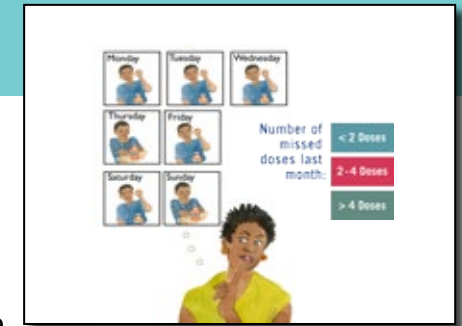 Monday Tuesday Wednesday
Thursday Friday
Saturday Sunday
Number of
missed
doses last
month:
< 2 Doses
2-4 Doses
> 4 Doses